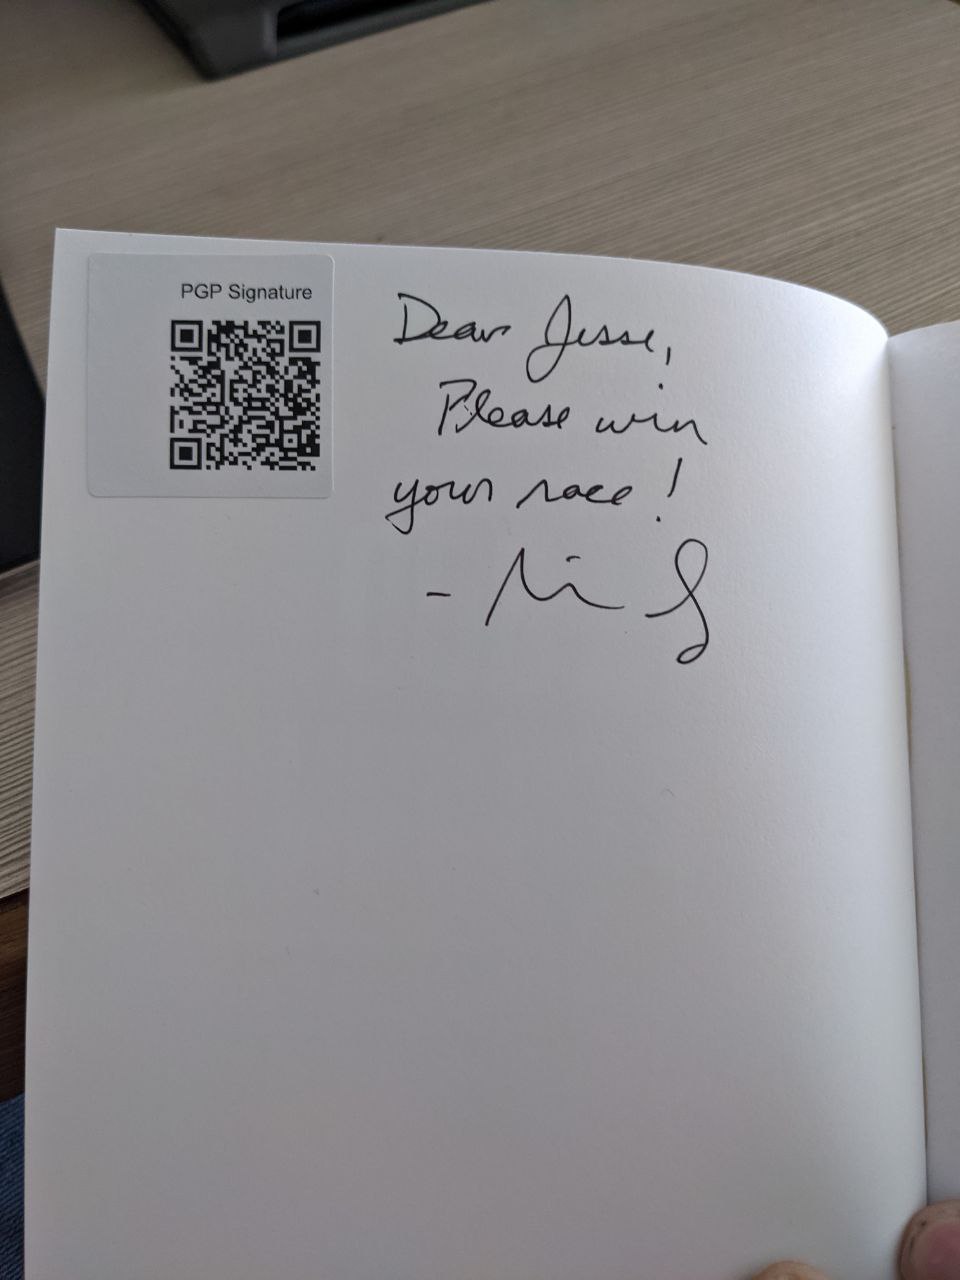 PGP Signature
Dear Jesse,
Please win
your race!